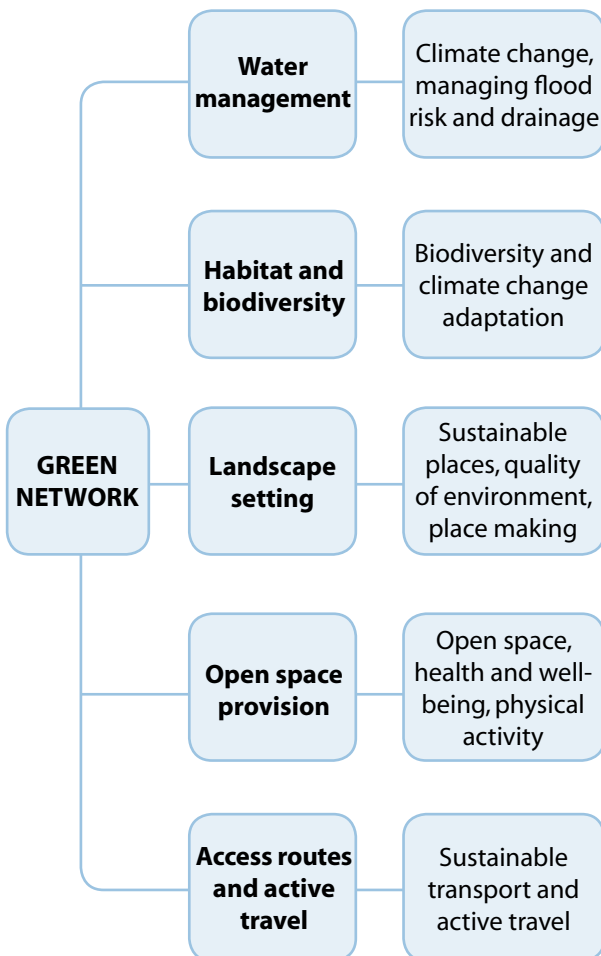 Water
management
Climate change,
managing flood
risk and drainage
Habitat and
biodiversity
Biodiversity and
climate change
adaptation
GREEN
NETWORK
Landscape
setting
Sustainable
places, quality
of environment,
place making
Open space
provision
Open space,
health and well-
being, physical
activity
Access routes
and active
travel
Sustainable
transport and
active travel